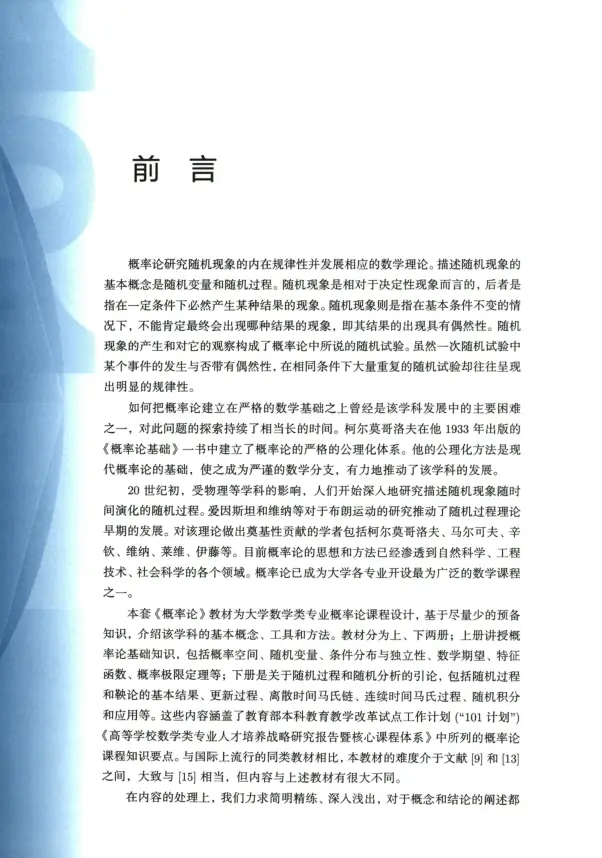 前 言
概率论研究随机现象的内在规律性并发展相应的数学理论。描述随机现象的
基本概念是随机变量和随机过程。随机现象是相对于决定性现象而言的，后者是
指在一定条件下必然产生某种结果的现象。随机现象则是指在基本条件不变的情
况下，不能肯定最终会出现哪种结果的现象，即其结果的出现具有偶然性。随机
现象的产生和对它的观察构成了概率论中所说的随机试验。虽然一次随机试验中
某个事件的发生与否带有偶然性，在相同条件下大量重复的随机试验却往往呈现
出明显的规律性。
如何把概率论建立在严格的数学基础之上曾经是该学科发展中的主要困难
之一，对此问题的探索持续了相当长的时间。柯尔莫哥洛夫在他 1933 年出版的
《概率论基础》一书中建立了概率论的严格的公理化体系。他的公理化方法是现
代概率论的基础，使之成为严谨的数学分支，有力地推动了该学科的发展。
20 世纪初，受物理等学科的影响，人们开始深入地研究描述随机现象随时
间演化的随机过程。爱因斯坦和维纳等对于布朗运动的研究推动了随机过程理论
早期的发展。对该理论做出奠基性贡献的学者包括柯尔莫哥洛夫、马尔可夫、辛
钦、维纳、莱维、伊藤等。目前概率论的思想和方法已经渗透到自然科学、工程
技术、社会科学的各个领域。概率论已成为大学各专业开设最为广泛的数学课程
之一。
本套《概率论》教材为大学数学类专业概率论课程设计，基于尽量少的预备
知识，介绍该学科的基本概念、工具和方法。教材分为上、下两册；上册讲授概
率论基础知识，包括概率空间、随机变量、条件分布与独立性、数学期望、特征
函数、概率极限定理等；下册是关于随机过程和随机分析的引论，包括随机过程
和鞅论的基本结果、更新过程、离散时间马氏链、连续时间马氏过程、随机积分
和应用等。这些内容涵盖了教育部本科教育教学改革试点工作计划 (“101 计划”)
《高等学校数学类专业人才培养战略研究报告暨核心课程体系》中所列的概率论
课程知识要点。与国际上流行的同类教材相比，本教材的难度介于文献 [9] 和 [13]
之间，大致与 [15] 相当，但内容与上述教材有很大不同。
在内容的处理上，我们力求简明精练、深入浅出，对于概念和结论的阐述都